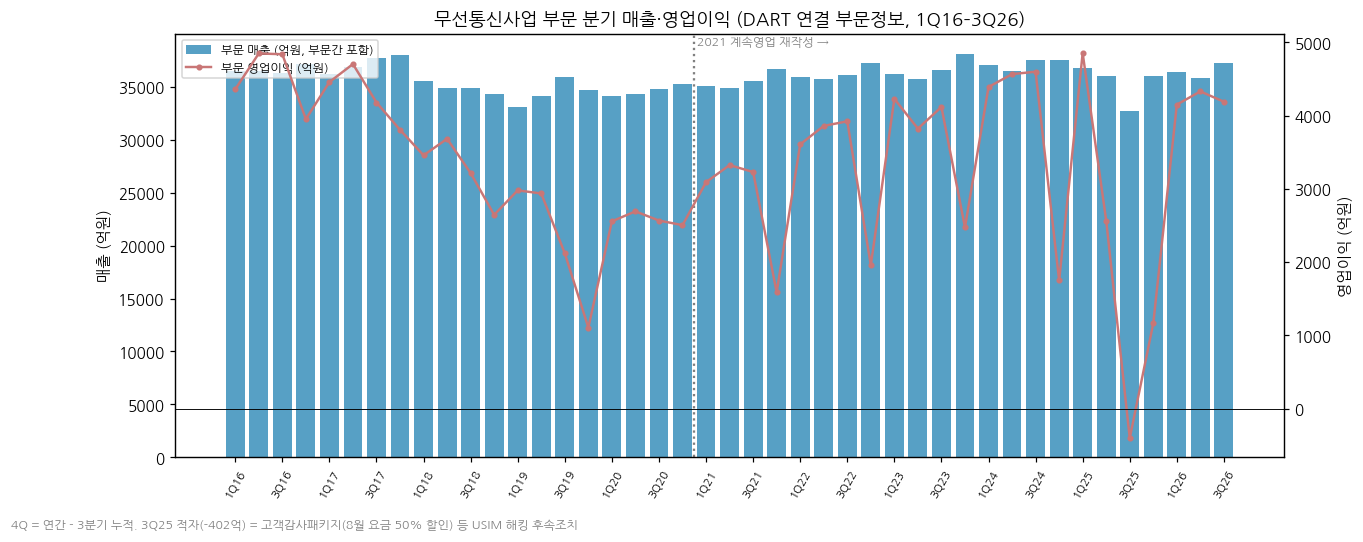 무선통신사업 부문 분기 매출·영업이익 (DART 연결 부문정보, 1Q16-3Q26)
부문 매출 (억원, 부문간 포함)
부문 영업이익 (억원)
2021 계속영업 재작성 →
매출 (억원)
35000
30000
25000
20000
15000
10000
5000
0
5000
4000
3000
2000
1000
0
영업이익 (억원)
1Q16 3Q16 1Q17 3Q17 1Q18 3Q18 1Q19 3Q19 1Q20 3Q20 1Q21 3Q21 1Q22 3Q22 1Q23 3Q23 1Q24 3Q24 1Q25 3Q25 1Q26 3Q26
4Q = 연간 - 3분기 누적. 3Q25 적자(-402억) = 고객감사패키지(8월 요금 50% 할인) 등 USIM 해킹 후속조치